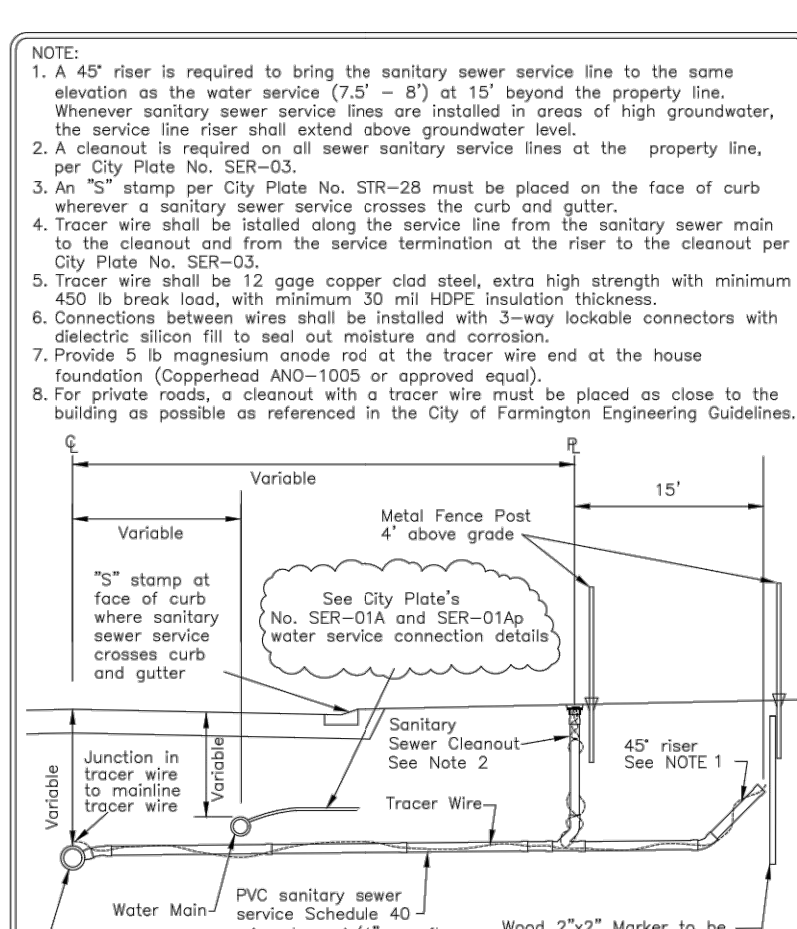 NOTE:
1. A 45° riser is required to bring the sanitary sewer service line to the same
elevation as the water service (7.5' – 8') at 15' beyond the property line.
Whenever sanitary sewer service lines are installed in areas of high groundwater,
the service line riser shall extend above groundwater level.
2. A cleanout is required on all sewer sanitary service lines at the property line,
per City Plate No. SER–03.
3. An "S" stamp per City Plate No. STR–28 must be placed on the face of curb
wherever a sanitary sewer service crosses the curb and gutter.
4. Tracer wire shall be istalled along the service line from the sanitary sewer main
to the cleanout and from the service termination at the riser to the cleanout per
City Plate No. SER–03.
5. Tracer wire shall be 12 gage copper clad steel, extra high strength with minimum
450 lb break load, with minimum 30 mil HDPE insulation thickness.
6. Connections between wires shall be installed with 3–way lockable connectors with
dielectric silicon fill to seal out moisture and corrosion.
7. Provide 5 lb magnesium anode rod at the tracer wire end at the house
foundation (Copperhead ANO–1005 or approved equal).
8. For private roads, a cleanout with a tracer wire must be placed as close to the
building as possible as referenced in the City of Farmington Engineering Guidelines.
℄
P̲L
Variable
15'
Variable
Metal Fence Post
4' above grade
"S" stamp at
face of curb
where sanitary
sewer service
crosses curb
and gutter
See City Plate's
No. SER–01A and SER–01Ap
water service connection details
Sanitary
Sewer Cleanout
See Note 2
45° riser
See NOTE 1
Variable
Junction in
tracer wire
to mainline
tracer wire
Variable
Tracer Wire
Water Main
PVC sanitary sewer
service Schedule 40
Wood 2"x2" Marker to be